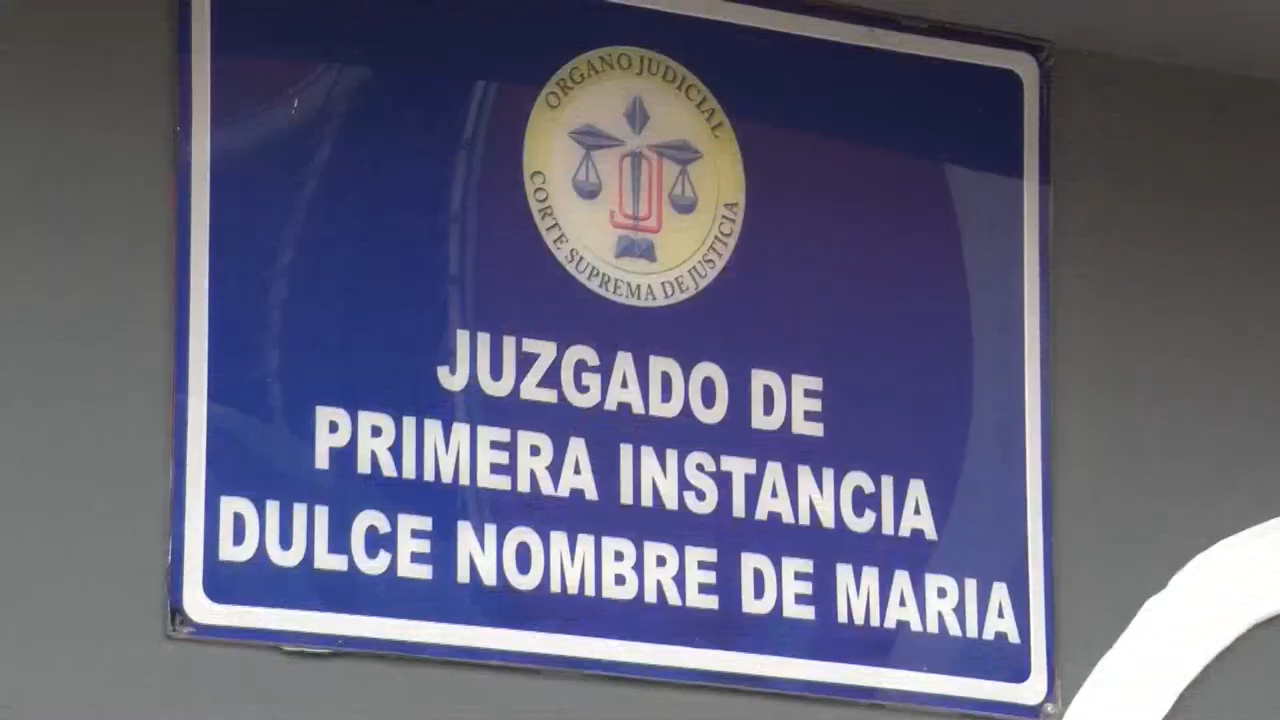 ORGANO JUDICIAL
CORTE SUPREMA DE JUSTICIA
JUZGADO DE
PRIMERA INSTANCIA
DULCE NOMBRE DE MARIA